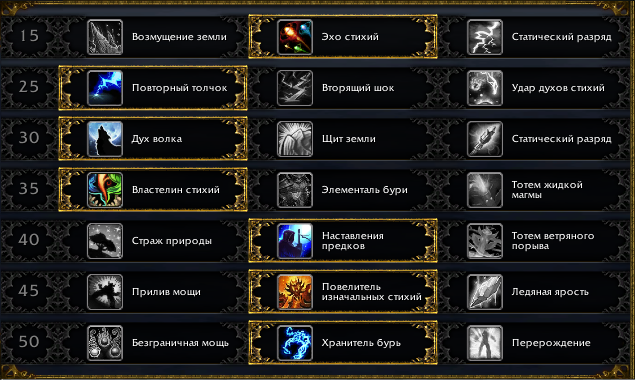 15 Возмущение земли Эхо стихий Статический разряд
25 Повторный толчок Вторящий шок Удар духов стихий
30 Дух волка Щит земли Статический разряд
35 Властелин стихий Элементаль бури Тотем жидкой
магмы
40 Страж природы Наставления
предков Тотем ветряного
порыва
45 Прилив мощи Повелитель
изначальных стихий Ледяная ярость
50 Безграничная мощь Хранитель бурь Перерождение